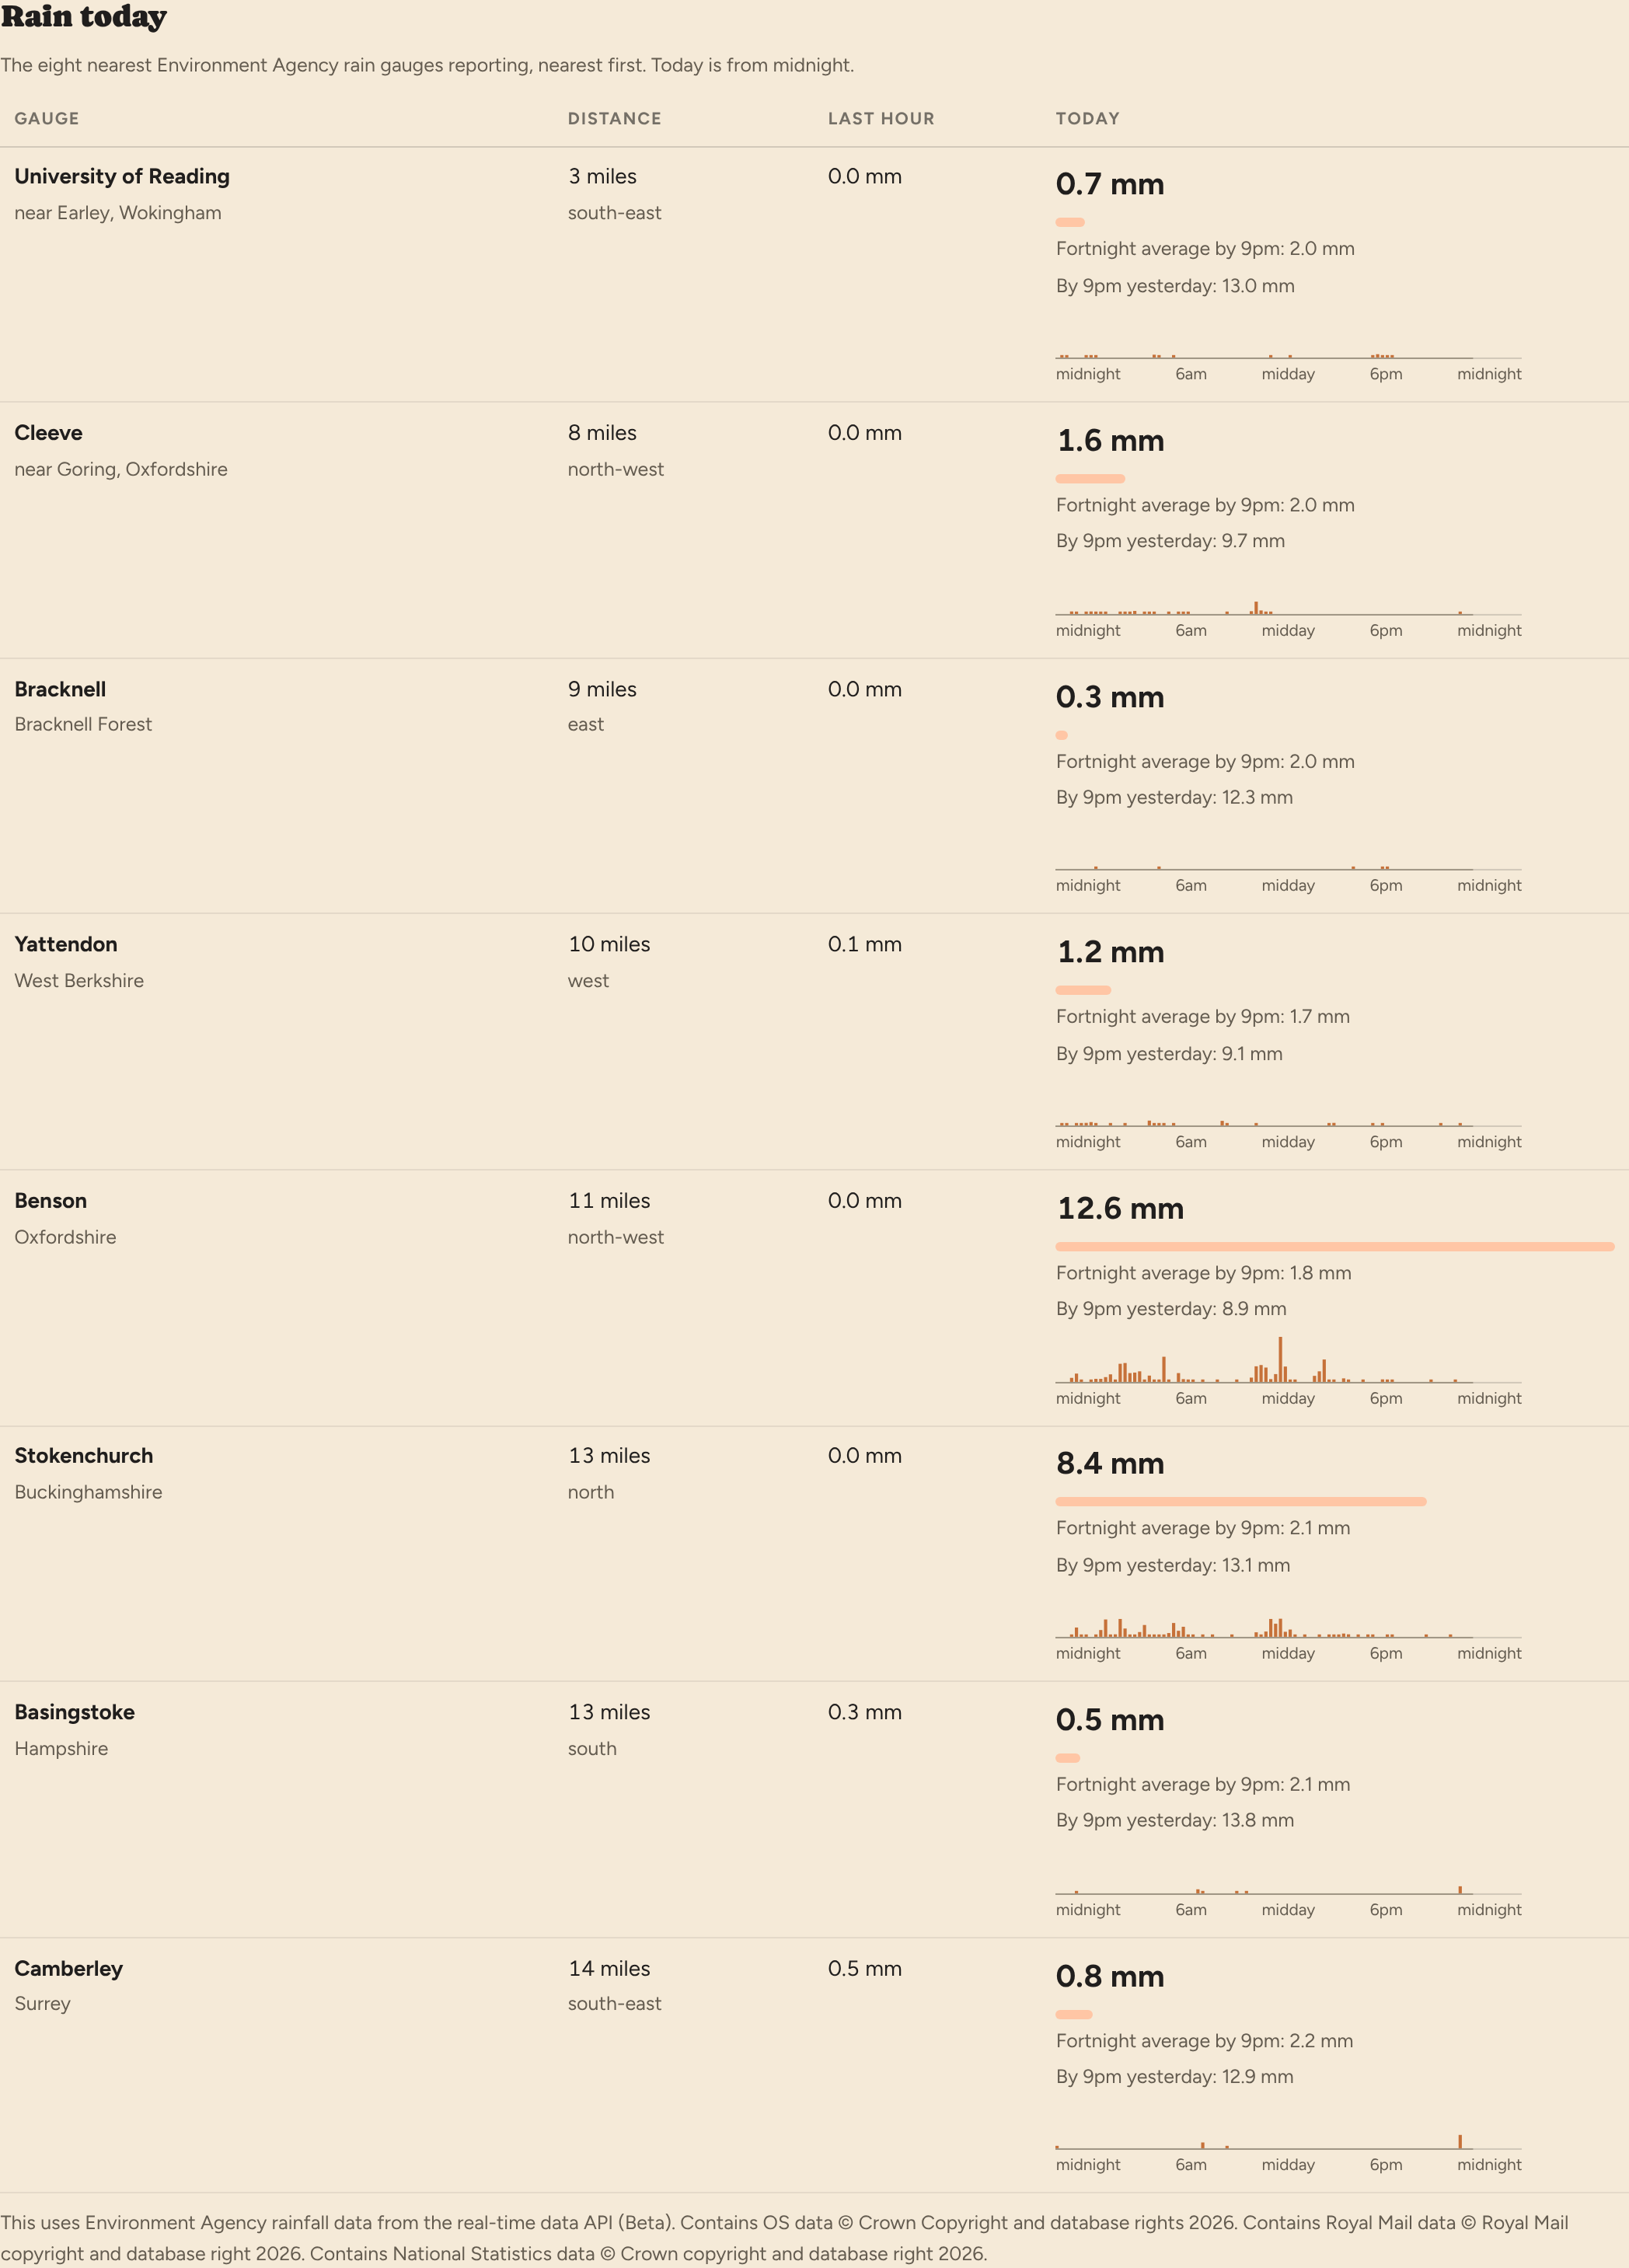 Rain today
The eight nearest Environment Agency rain gauges reporting, nearest first. Today is from midnight.
GAUGE DISTANCE LAST HOUR TODAY
University of Reading 3 miles 0.0 mm 0.7 mm
near Earley, Wokingham south-east
Fortnight average by 9pm: 2.0 mm
By 9pm yesterday: 13.0 mm
midnight 6am midday 6pm midnight
Cleeve 8 miles 0.0 mm 1.6 mm
near Goring, Oxfordshire north-west
Fortnight average by 9pm: 2.0 mm
By 9pm yesterday: 9.7 mm
midnight 6am midday 6pm midnight
Bracknell 9 miles 0.0 mm 0.3 mm
Bracknell Forest east
Fortnight average by 9pm: 2.0 mm
By 9pm yesterday: 12.3 mm
midnight 6am midday 6pm midnight
Yattendon 10 miles 0.1 mm 1.2 mm
West Berkshire west
Fortnight average by 9pm: 1.7 mm
By 9pm yesterday: 9.1 mm
midnight 6am midday 6pm midnight
Benson 11 miles 0.0 mm 12.6 mm
Oxfordshire north-west
Fortnight average by 9pm: 1.8 mm
By 9pm yesterday: 8.9 mm
midnight 6am midday 6pm midnight
Stokenchurch 13 miles 0.0 mm 8.4 mm
Buckinghamshire north
Fortnight average by 9pm: 2.1 mm
By 9pm yesterday: 13.1 mm
midnight 6am midday 6pm midnight
Basingstoke 13 miles 0.3 mm 0.5 mm
Hampshire south
Fortnight average by 9pm: 2.1 mm
By 9pm yesterday: 13.8 mm
midnight 6am midday 6pm midnight
Camberley 14 miles 0.5 mm 0.8 mm
Surrey south-east
Fortnight average by 9pm: 2.2 mm
By 9pm yesterday: 12.9 mm
midnight 6am midday 6pm midnight
This uses Environment Agency rainfall data from the real-time data API (Beta). Contains OS data © Crown Copyright and database rights 2026. Contains Royal Mail data © Royal Mail
copyright and database right 2026. Contains National Statistics data © Crown copyright and database right 2026.